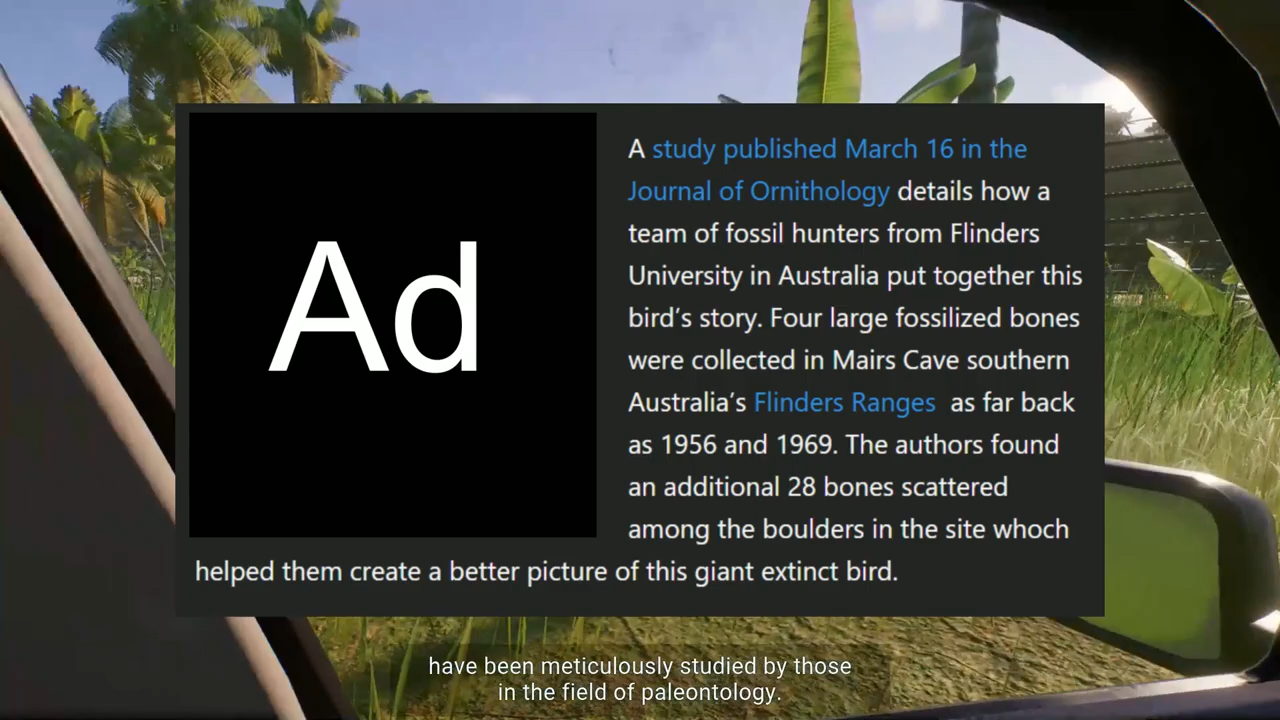 Ad
A study published March 16 in the
Journal of Ornithology details how a
team of fossil hunters from Flinders
University in Australia put together this
bird’s story. Four large fossilized bones
were collected in Mairs Cave southern
Australia’s Flinders Ranges as far back
as 1956 and 1969. The authors found
an additional 28 bones scattered
among the boulders in the site whoch
helped them create a better picture of this giant extinct bird.
have been meticulously studied by those
in the field of paleontology.